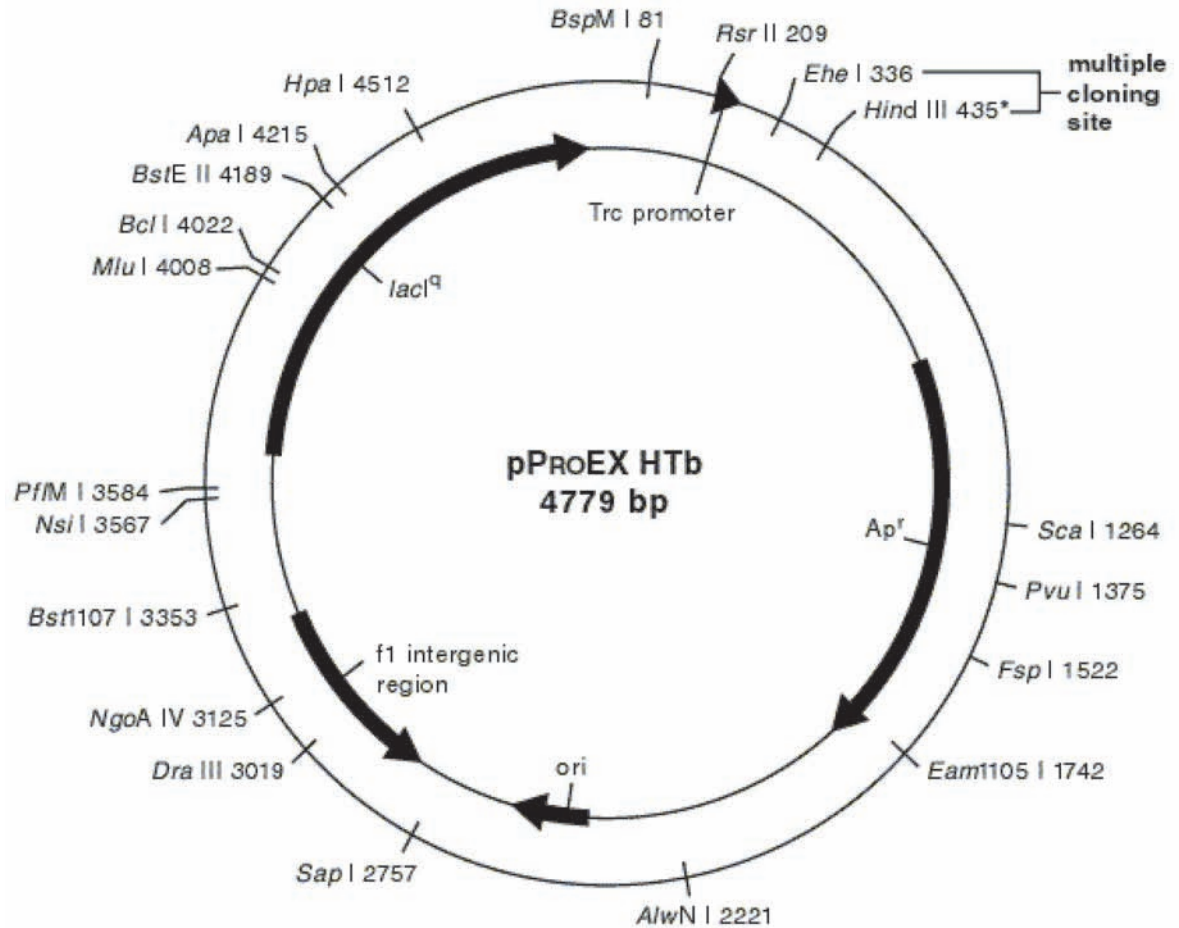 BspM I 81
Rsr II 209
Ehe I 336
Hind III 435*
multiple
cloning
site
Hpa I 4512
Apa I 4215
BstE II 4189
Bcl I 4022
Mlu I 4008
Trc promoter
lacIq
pPROEX HTb
4779 bp
PflM I 3584
Nsi I 3567
Apr
Sca I 1264
Pvu I 1375
Bst1107 I 3353
f1 intergenic
region
Fsp I 1522
NgoA IV 3125
Dra III 3019
ori
Eam1105 I 1742
Sap I 2757
AlwN I 2221